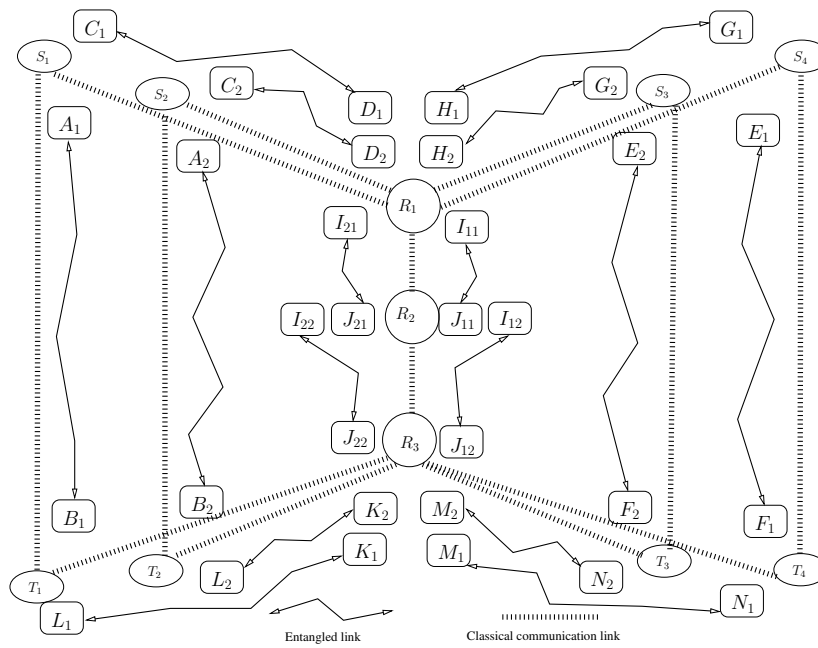 C₁
G₁
S₁
S₄
C₂
G₂
S₂
S₃
D₁
H₁
A₁
E₁
A₂
D₂
H₂
E₂
R₁
I₂₁
I₁₁
I₂₂
J₂₁
R₂
J₁₁
I₁₂
J₂₂
R₃
J₁₂
B₁
B₂
K₂
M₂
F₂
F₁
K₁
M₁
T₁
T₂
L₂
N₂
T₃
T₄
L₁
N₁
Entangled link
Classical communication link